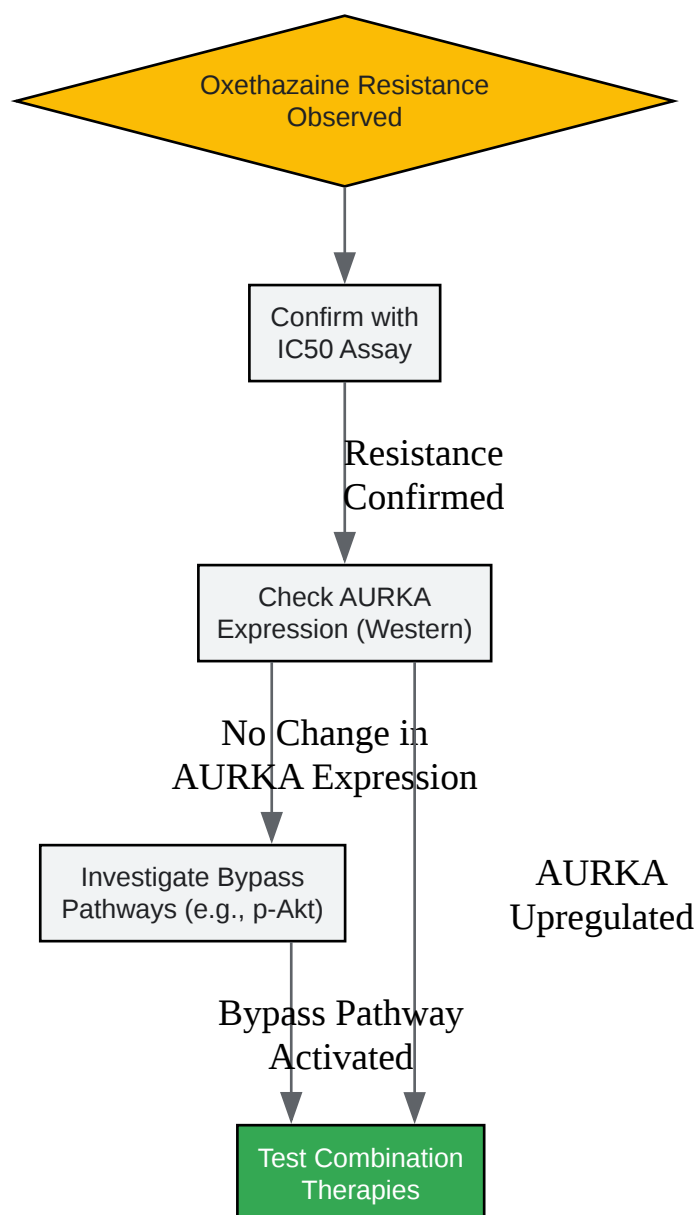 Oxethazaine Resistance
Observed
Confirm with
IC50 Assay
Resistance
Confirmed
Check AURKA
Expression (Western)
No Change in
AURKA Expression
Investigate Bypass
Pathways (e.g., p-Akt)
AURKA
Upregulated
Bypass Pathway
Activated
Test Combination
Therapies